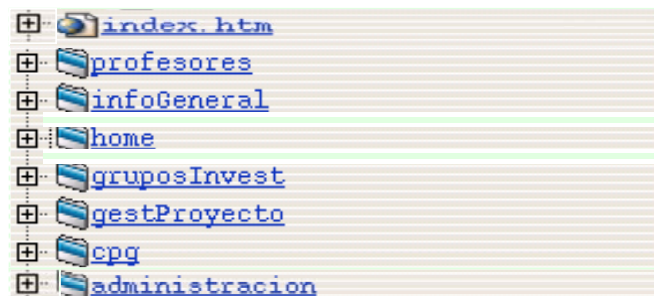 index.htm
profesores
infoGeneral
home
gruposInvest
gestProyecto
cpg
administracion